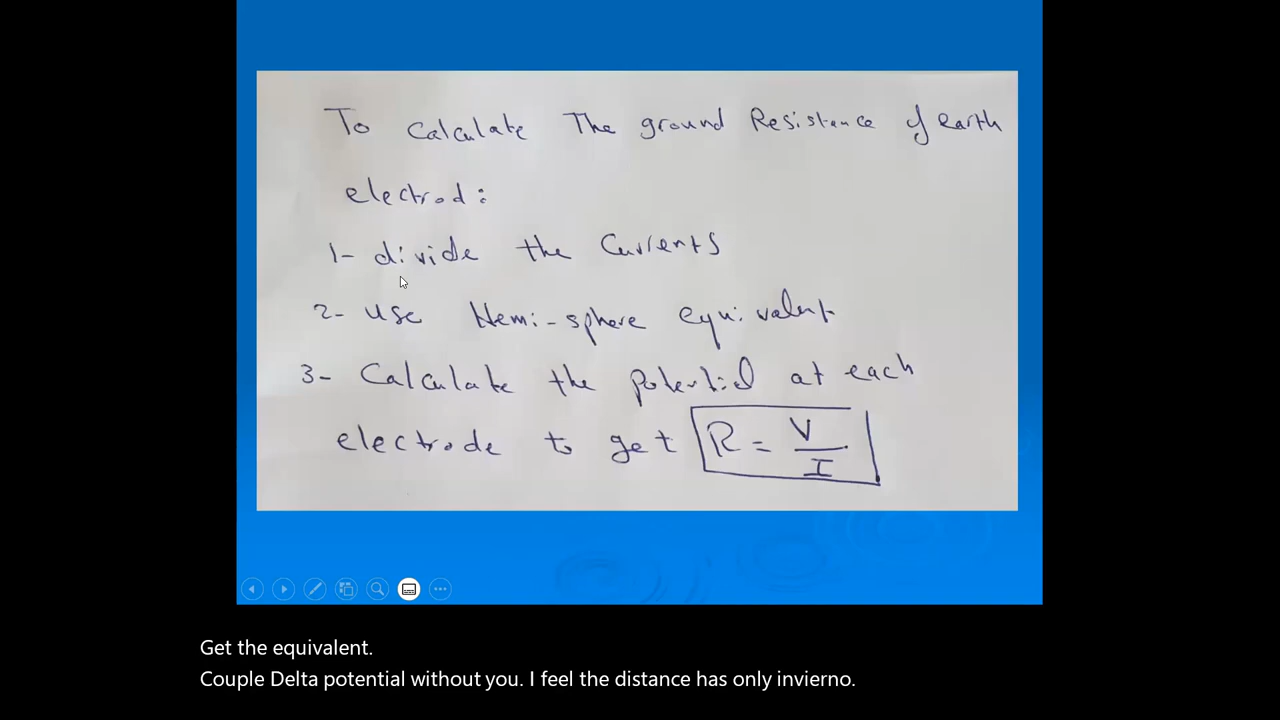 To calculate The ground Resistance of earth
electrod:
1- divide the Currents
2- use Hemi-sphere equivalent
3- Calculate the potential at each
electrode to get R = V/I
Get the equivalent.
Couple Delta potential without you. I feel the distance has only invierno.